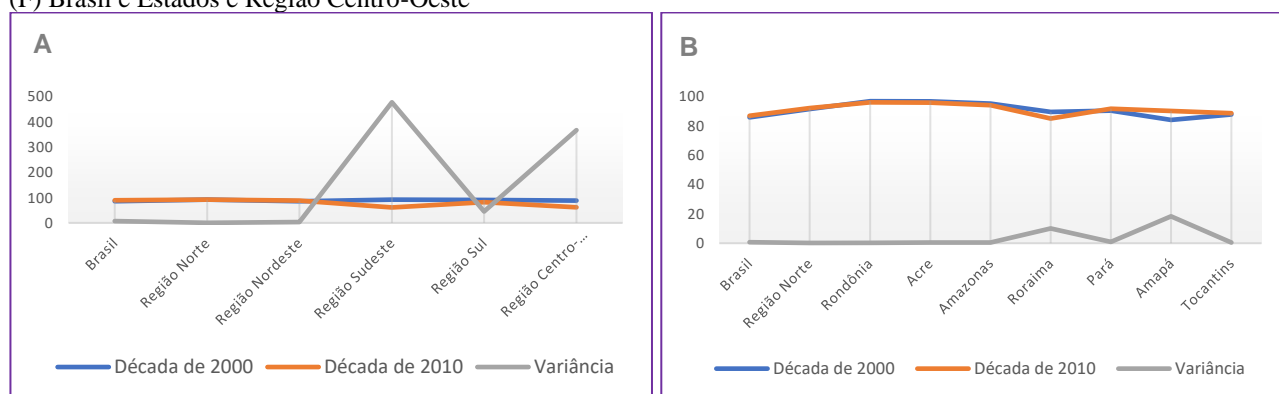 (F) Brasil e Estados e Região Centro-Oeste
A
500
400
300
200
100
0
Brasil
Região Norte
Região Nordeste
Região Sudeste
Região Sul
Região Centro-...
Década de 2000
Década de 2010
Variância
B
100
80
60
40
20
0
Brasil
Região Norte
Rondônia
Acre
Amazonas
Roraima
Pará
Amapá
Tocantins
Década de 2000
Década de 2010
Variância